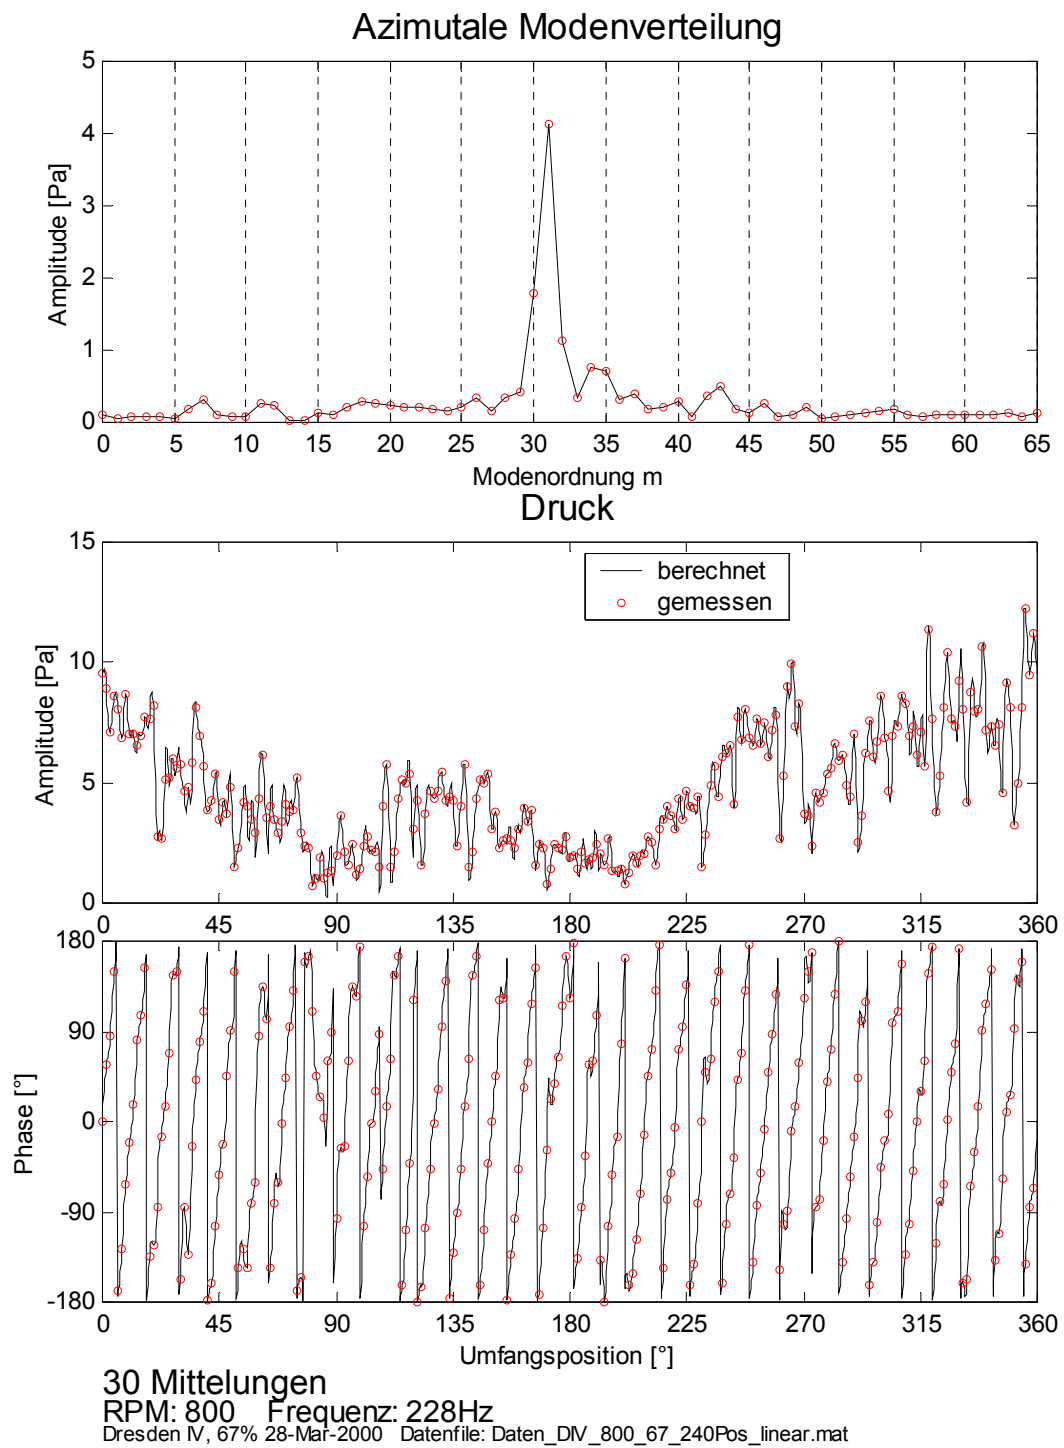 Azimutale Modenverteilung
5
4
3
2
1
0
Amplitude [Pa]
0 5 10 15 20 25 30 35 40 45 50 55 60 65
Modenordnung m
Druck
15
10
5
0
Amplitude [Pa]
berechnet
gemessen
0 45 90 135 180 225 270 315 360
180
90
0
-90
-180
Phase [°]
0 45 90 135 180 225 270 315 360
Umfangsposition [°]
30 Mittelungen
RPM: 800 Frequenz: 228Hz
Dresden IV, 67% 28-Mar-2000 Datenfile: Daten_DIV_800_67_240Pos_linear.mat